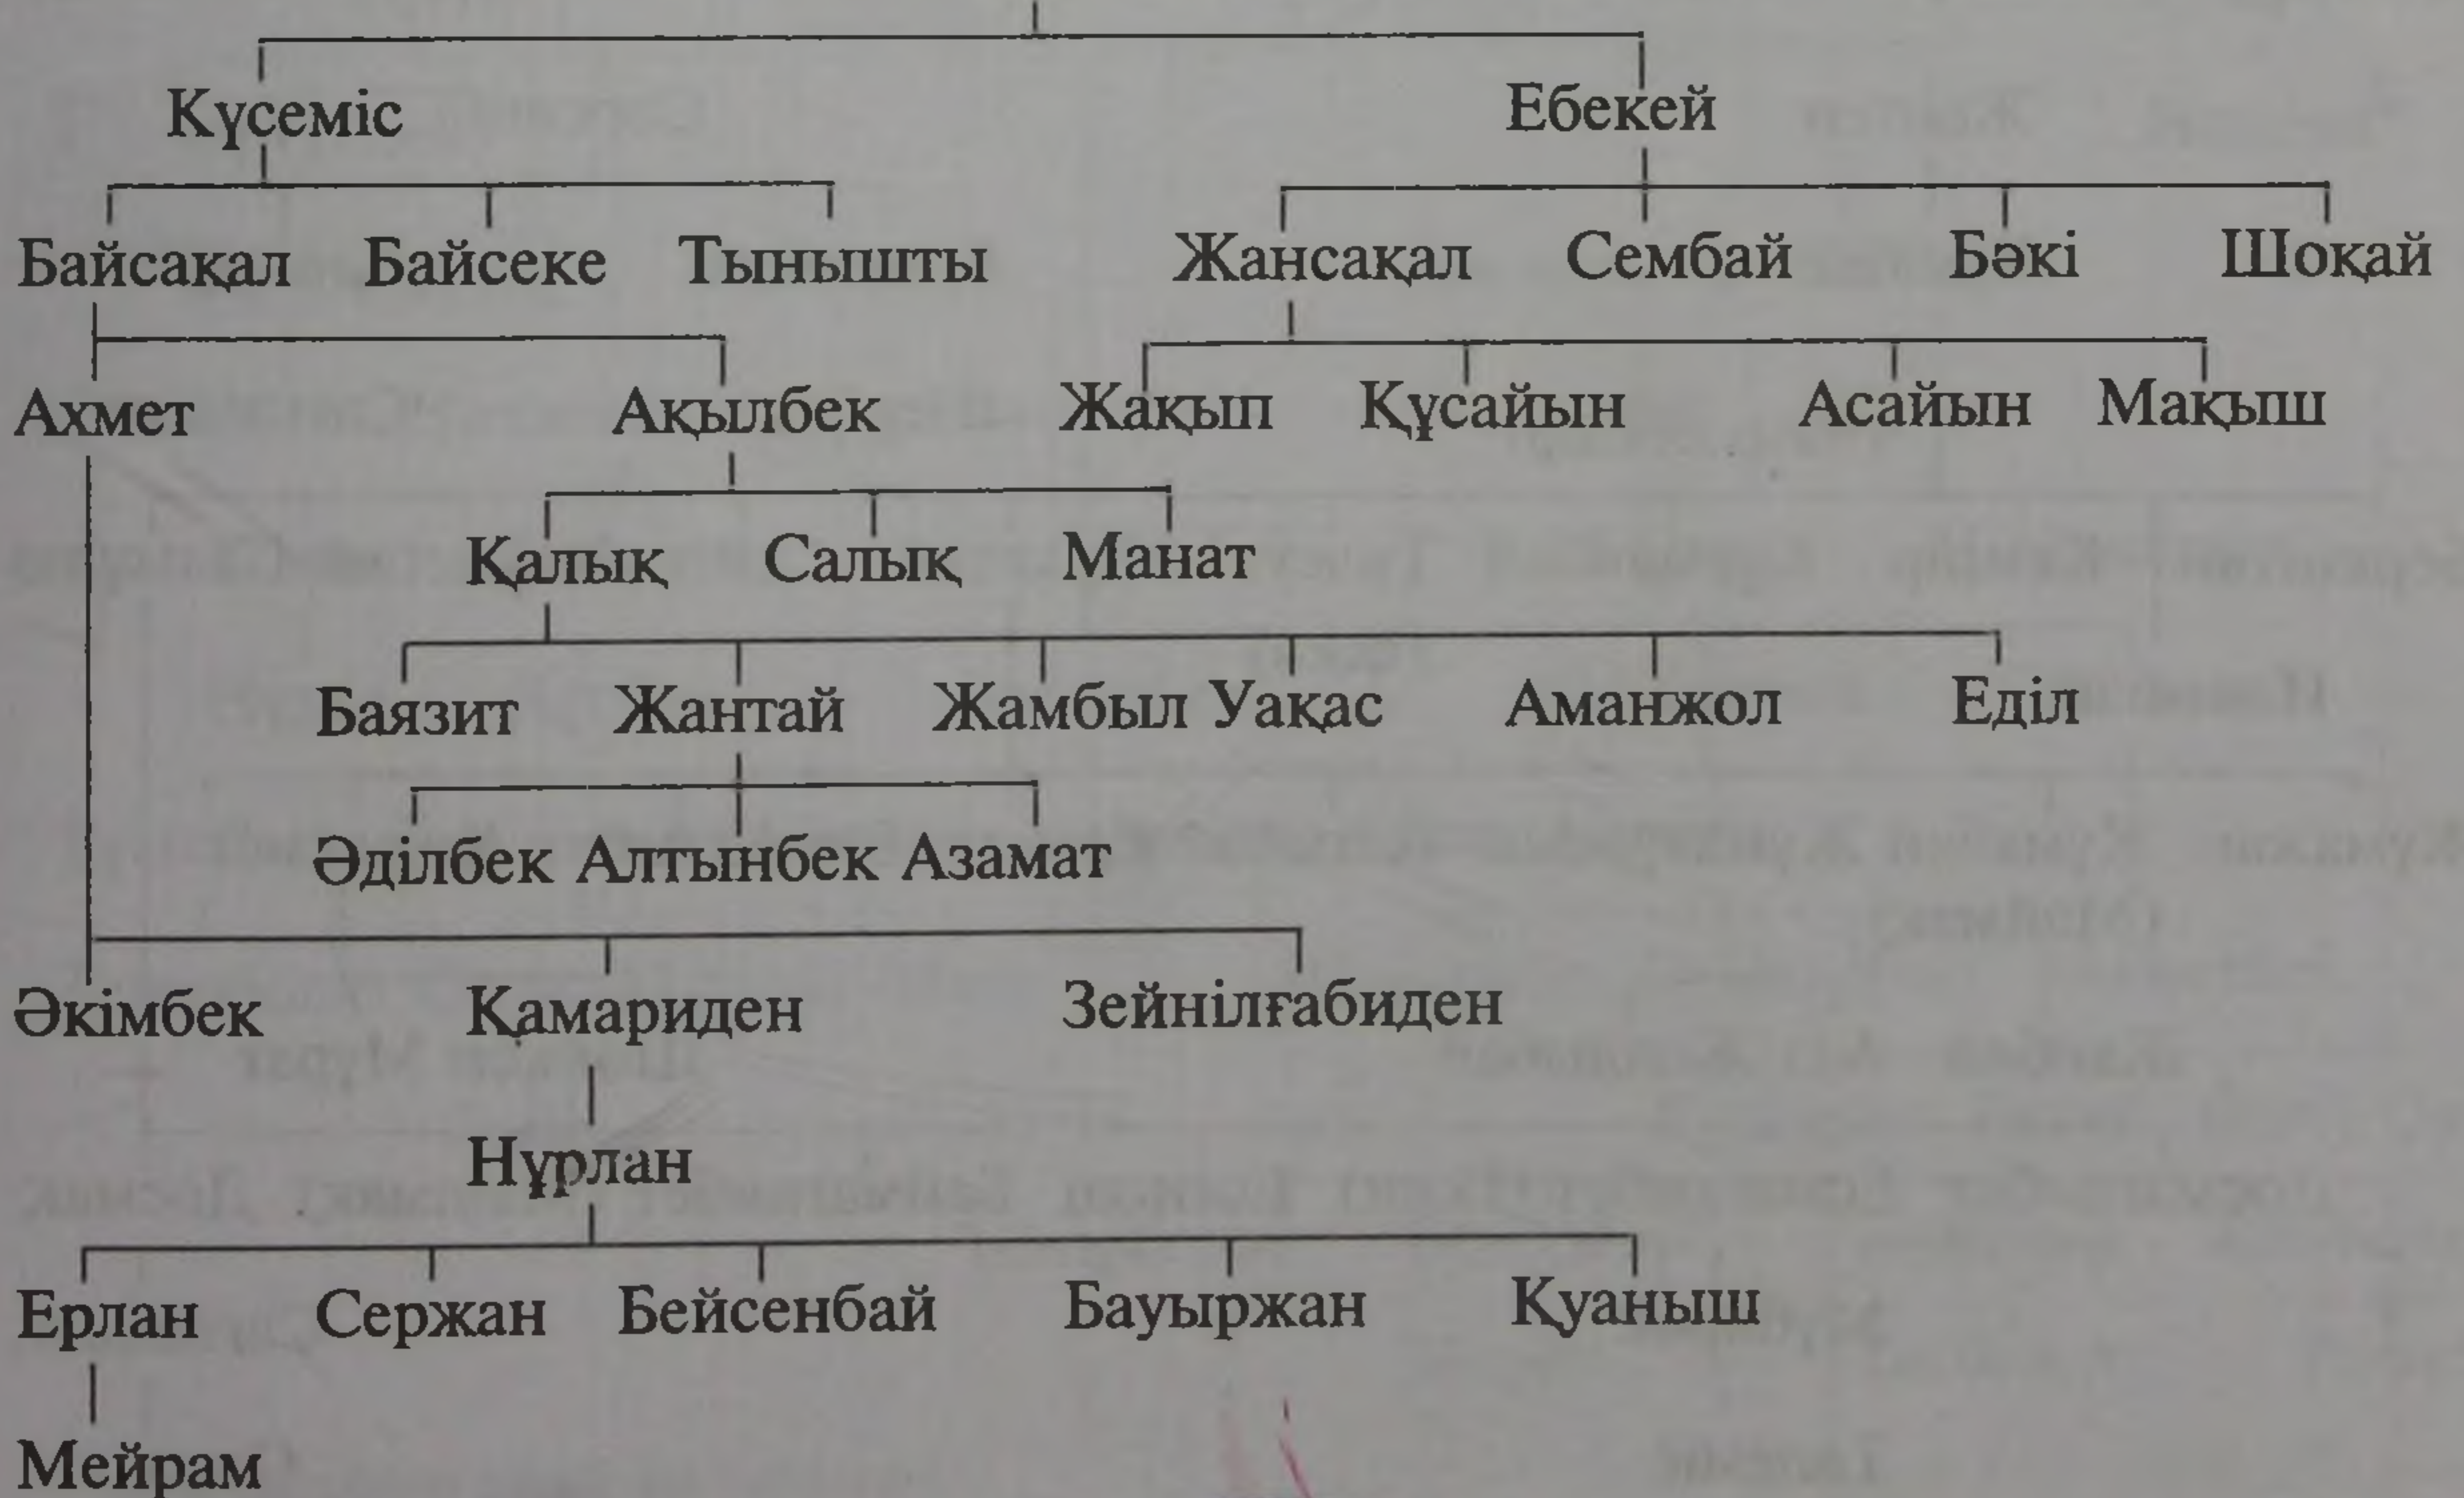 Күсеміс Ебекей
Байсақал Байсеке Тынышты Жансақал Сембай Бәкі Шоқай
Ахмет Ақылбек Жақып Құсайын Асайын Мақыш
Қалық Салық Манат
Баязит Жантай Жамбыл Уақас Аманжол Еділ
Әділбек Алтынбек Азамат
Әкімбек Қамариден Зейнілғабиден
Нұрлан
Ерлан Сержан Бейсенбай Бауыржан Қуаныш
Мейрам